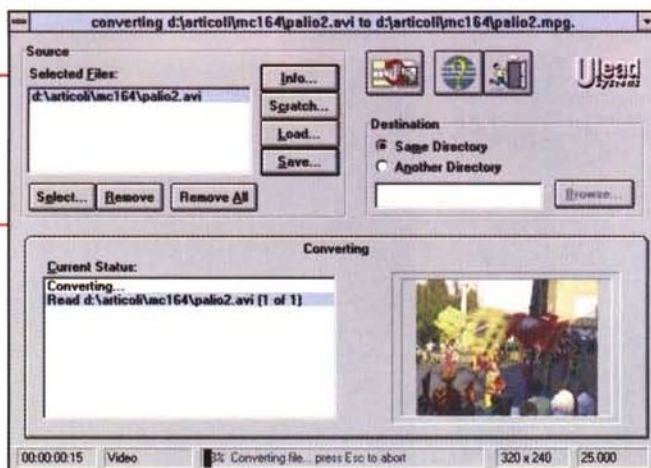 converting d:\articoli\mc164\palio2.avi to d:\articoli\mc164\palio2.mpg.
Source
Selected Files:
d:\articoli\mc164\palio2.avi
Info...
Scratch...
Load...
Save...
Select...
Remove
Remove All
Ulead
Systems
Destination
Same Directory
Another Directory
Browse...
Converting
Current Status:
Converting...
Read d:\articoli\mc164\palio2.avi (1 of 1)
00:00:00:15
Video
3% Converting file... press Esc to abort
320 x 240
25.000